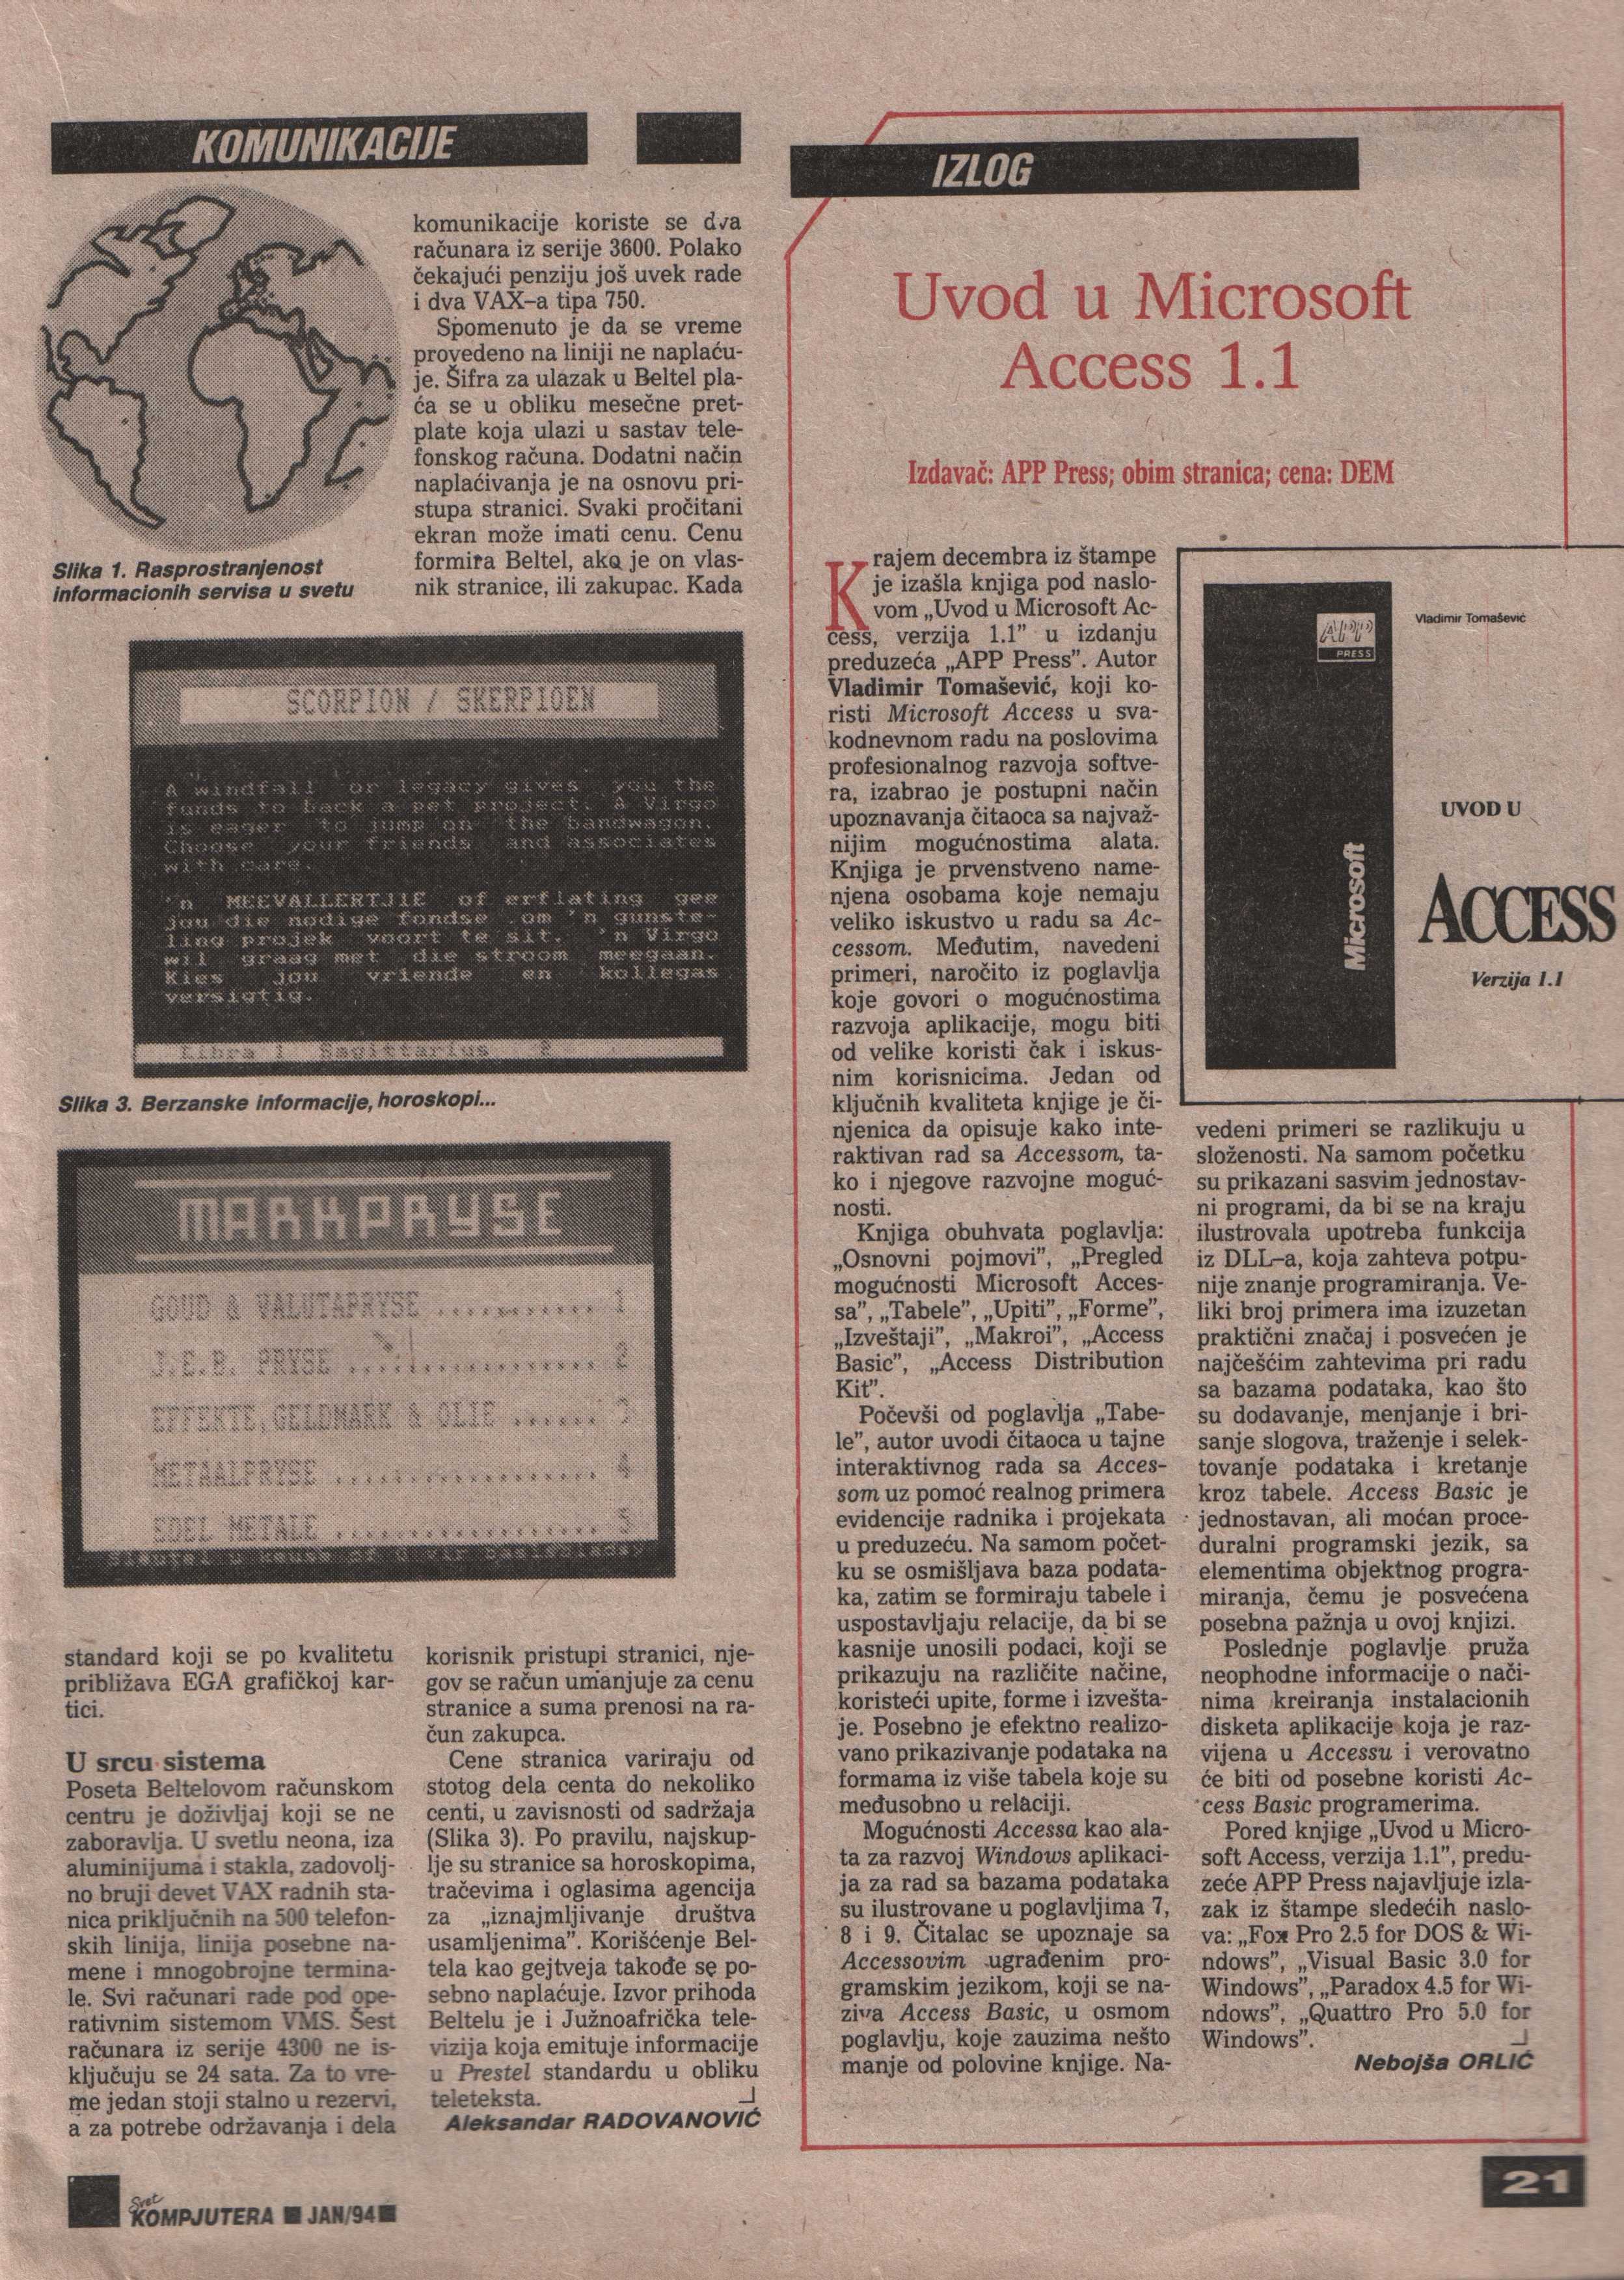 KOMUNIKACIJE
Slika 1. Rasprostranjenost
informacionih servisa u svetu
komunikacije koriste se dva
računara iz serije 3600. Polako
čekajući penziju još uvek rade
i dva VAX–a tipa 750.
Spomenuto je da se vreme
provedeno na liniji ne naplaću-
je. Šifra za ulazak u Beltel pla-
ća se u obliku mesečne pret-
plate koja ulazi u sastav tele-
fonskog računa. Dodatni način
naplaćivanja je na osnovu pri-
stupa stranici. Svaki pročitani
ekran može imati cenu. Cenu
formira Beltel, ako je on vlas-
nik stranice, ili zakupac. Kada
SCORPION / SKERPIOEN
A windfall or legacy gives you the
funds to back a pet project. A Virgo
is eager to jump on the bandwagon.
Choose your friends and associates
with care.
'n MEEVALLERTJIE of erflating gee
jou die nodige fondse om 'n gunste-
ling projek voort te sit. 'n Virgo
wil graag met die stroom meegaan.
Kies jou vriende en kollegas
versigtig.
Libra 1 Sagittarius 2
Slika 3. Berzanske informacije, horoskopi...
MARKPRYSE
GOUD & VALUTAPRYSE ........... 1
J.E.B. PRYSE ................ 2
EFFEKTE, GELDMARK & OLIE ....... 3
METAALPRYSE .................. 4
EDEL METALE .................. 5
standard koji se po kvalitetu
približava EGA grafičkoj kar-
tici.
U srcu sistema
Poseta Beltelovom računskom
centru je doživljaj koji se ne
zaboravlja. U svetlu neona, iza
aluminijuma i stakla, zadovolj-
no bruji devet VAX radnih sta-
nica priključnih na 500 telefon-
skih linija, linija posebne na-
mene i mnogobrojne termina-
le. Svi računari rade pod ope-
rativnim sistemom VMS. Šest
računara iz serije 4300 ne is-
ključuju se 24 sata. Za to vre-
me jedan stoji stalno u rezervi,
a za potrebe održavanja i dela
korisnik pristupi stranici, nje-
gov se račun umanjuje za cenu
stranice a suma prenosi na ra-
čun zakupca.
Cene stranica variraju od
stotog dela centa do nekoliko
centi, u zavisnosti od sadržaja
(Slika 3). Po pravilu, najskup-
lje su stranice sa horoskopima,
tračevima i oglasima agencija
za „iznajmljivanje društva
usamljenima”. Korišćenje Bel-
tela kao gejtveja takođe se po-
sebno naplaćuje. Izvor prihoda
Beltelu je i Južnoafrička tele-
vizija koja emituje informacije
u Prestel standardu u obliku
teleteksta.
Aleksandar RADOVANOVIĆ
IZLOG
Uvod u Microsoft
Access 1.1
Izdavač: APP Press; obim stranica; cena: DEM
Krajem decembra iz štampe
je izašla knjiga pod naslo-
vom „Uvod u Microsoft Ac-
cess, verzija 1.1” u izdanju
preduzeća „APP Press”. Autor
Vladimir Tomašević, koji ko-
risti Microsoft Access u sva-
kodnevnom radu na poslovima
profesionalnog razvoja softve-
ra, izabrao je postupni način
upoznavanja čitaoca sa najvaž-
nijim mogućnostima alata.
Knjiga je prvenstveno name-
njena osobama koje nemaju
veliko iskustvo u radu sa Ac-
cessom. Međutim, navedeni
primeri, naročito iz poglavlja
koje govori o mogućnostima
razvoja aplikacije, mogu biti
od velike koristi čak i iskus-
nim korisnicima. Jedan od
ključnih kvaliteta knjige je či-
njenica da opisuje kako inte-
raktivan rad sa Accessom, ta-
ko i njegove razvojne moguć-
nosti.
Knjiga obuhvata poglavlja:
„Osnovni pojmovi”, „Pregled
mogućnosti Microsoft Acces-
sa”, „Tabele”, „Upiti”, „Forme”,
„Izveštaji”, „Makroi”, „Access
Basic”, „Access Distribution
Kit”.
Počevši od poglavlja „Tabe-
le”, autor uvodi čitaoca u tajne
interaktivnog rada sa Acces-
som uz pomoć realnog primera
evidencije radnika i projekata
u preduzeću. Na samom počet-
ku se osmišljava baza podata-
ka, zatim se formiraju tabele i
uspostavljaju relacije, da bi se
kasnije unosili podaci, koji se
prikazuju na različite načine,
koristeći upite, forme i izvešta-
je. Posebno je efektno realizo-
vano prikazivanje podataka na
formama iz više tabela koje su
međusobno u relaciji.
Mogućnosti Accessa kao ala-
ta za razvoj Windows aplikaci-
ja za rad sa bazama podataka
su ilustrovane u poglavljima 7,
8 i 9. Čitalac se upoznaje sa
Accessovim ugrađenim pro-
gramskim jezikom, koji se na-
ziva Access Basic, u osmom
poglavlju, koje zauzima nešto
manje od polovine knjige. Na-
APP
PRESS
Vladimir Tomašević
UVOD U
Microsoft
ACCESS
Verzija 1.1
vedeni primeri se razlikuju u
složenosti. Na samom početku
su prikazani sasvim jednostav-
ni programi, da bi se na kraju
ilustrovala upotreba funkcija
iz DLL–a, koja zahteva potpu-
nije znanje programiranja. Ve-
liki broj primera ima izuzetan
praktični značaj i posvećen je
najčešćim zahtevima pri radu
sa bazama podataka, kao što
su dodavanje, menjanje i bri-
sanje slogova, traženje i selek-
tovanje podataka i kretanje
kroz tabele. Access Basic je
jednostavan, ali moćan proce-
duralni programski jezik, sa
elementima objektnog progra-
miranja, čemu je posvećena
posebna pažnja u ovoj knjizi.
Poslednje poglavlje pruža
neophodne informacije o nači-
nima kreiranja instalacionih
disketa aplikacije koja je raz-
vijena u Accessu i verovatno
će biti od posebne koristi Ac-
cess Basic programerima.
Pored knjige „Uvod u Micro-
soft Access, verzija 1.1”, predu-
zeće APP Press najavljuje izla-
zak iz štampe sledećih naslo-
va: „Fox Pro 2.5 for DOS & Wi-
ndows”, „Visual Basic 3.0 for
Windows”, „Paradox 4.5 for Wi-
ndows”, „Quattro Pro 5.0 for
Windows”.
Nebojša ORLIĆ
Svet
KOMPJUTERA ■ JAN/94 ■
21